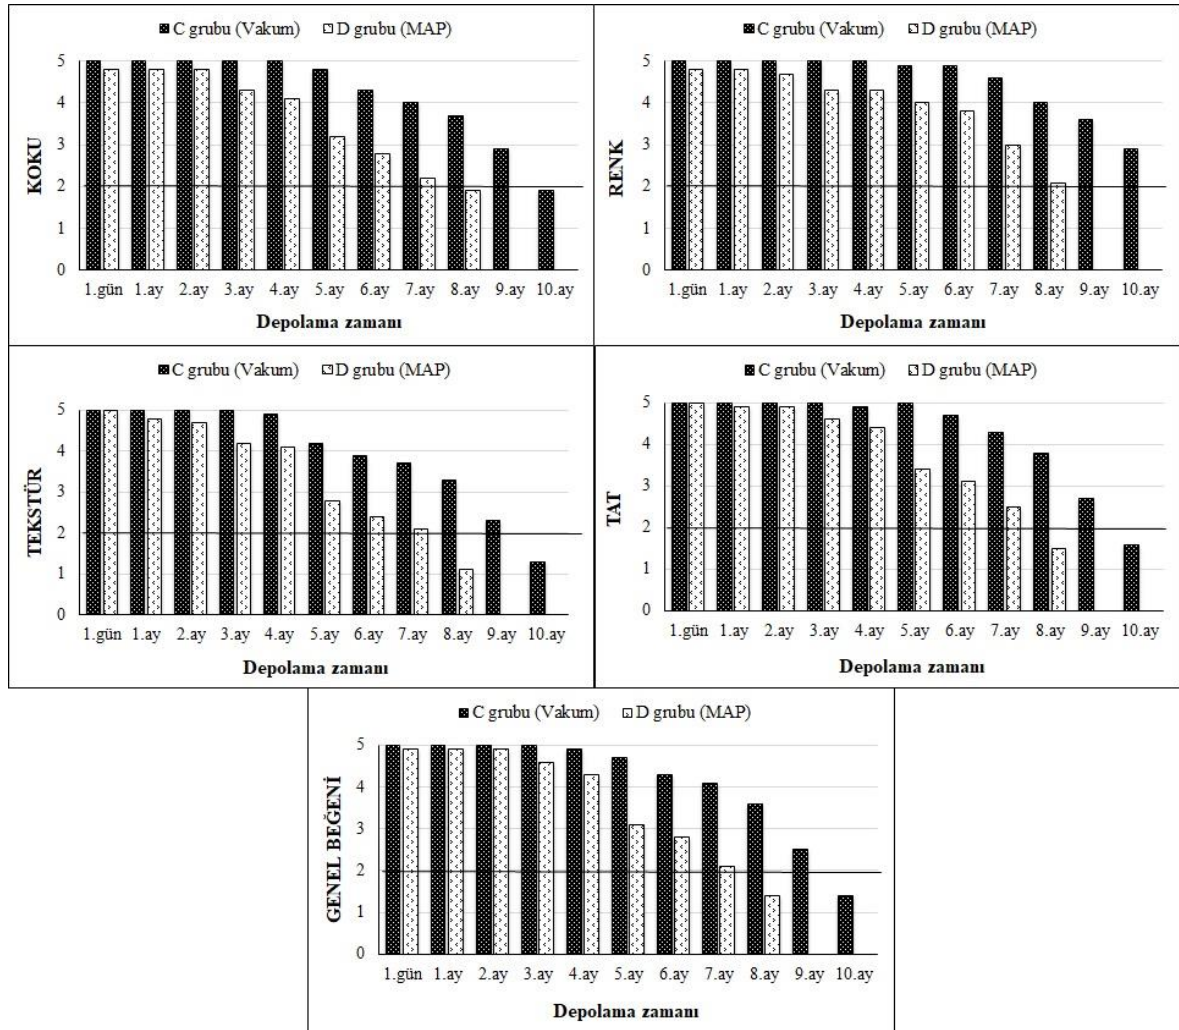 C grubu (Vakum) D grubu (MAP)
5
4
3
2
1
0
KOKU
1.gün 1.ay 2.ay 3.ay 4.ay 5.ay 6.ay 7.ay 8.ay 9.ay 10.ay
Depolama zamanı
C grubu (Vakum) D grubu (MAP)
5
4
3
2
1
0
RENK
1.gün 1.ay 2.ay 3.ay 4.ay 5.ay 6.ay 7.ay 8.ay 9.ay 10.ay
Depolama zamanı
C grubu (Vakum) D grubu (MAP)
5
4
3
2
1
0
TEKSTÜR
1.gün 1.ay 2.ay 3.ay 4.ay 5.ay 6.ay 7.ay 8.ay 9.ay 10.ay
Depolama zamanı
C grubu (Vakum) D grubu (MAP)
5
4
3
2
1
0
TAT
1.gün 1.ay 2.ay 3.ay 4.ay 5.ay 6.ay 7.ay 8.ay 9.ay 10.ay
Depolama zamanı
C grubu (Vakum) D grubu (MAP)
5
4
3
2
1
0
GENEL BEĞENİ
1.gün 1.ay 2.ay 3.ay 4.ay 5.ay 6.ay 7.ay 8.ay 9.ay 10.ay
Depolama zamanı